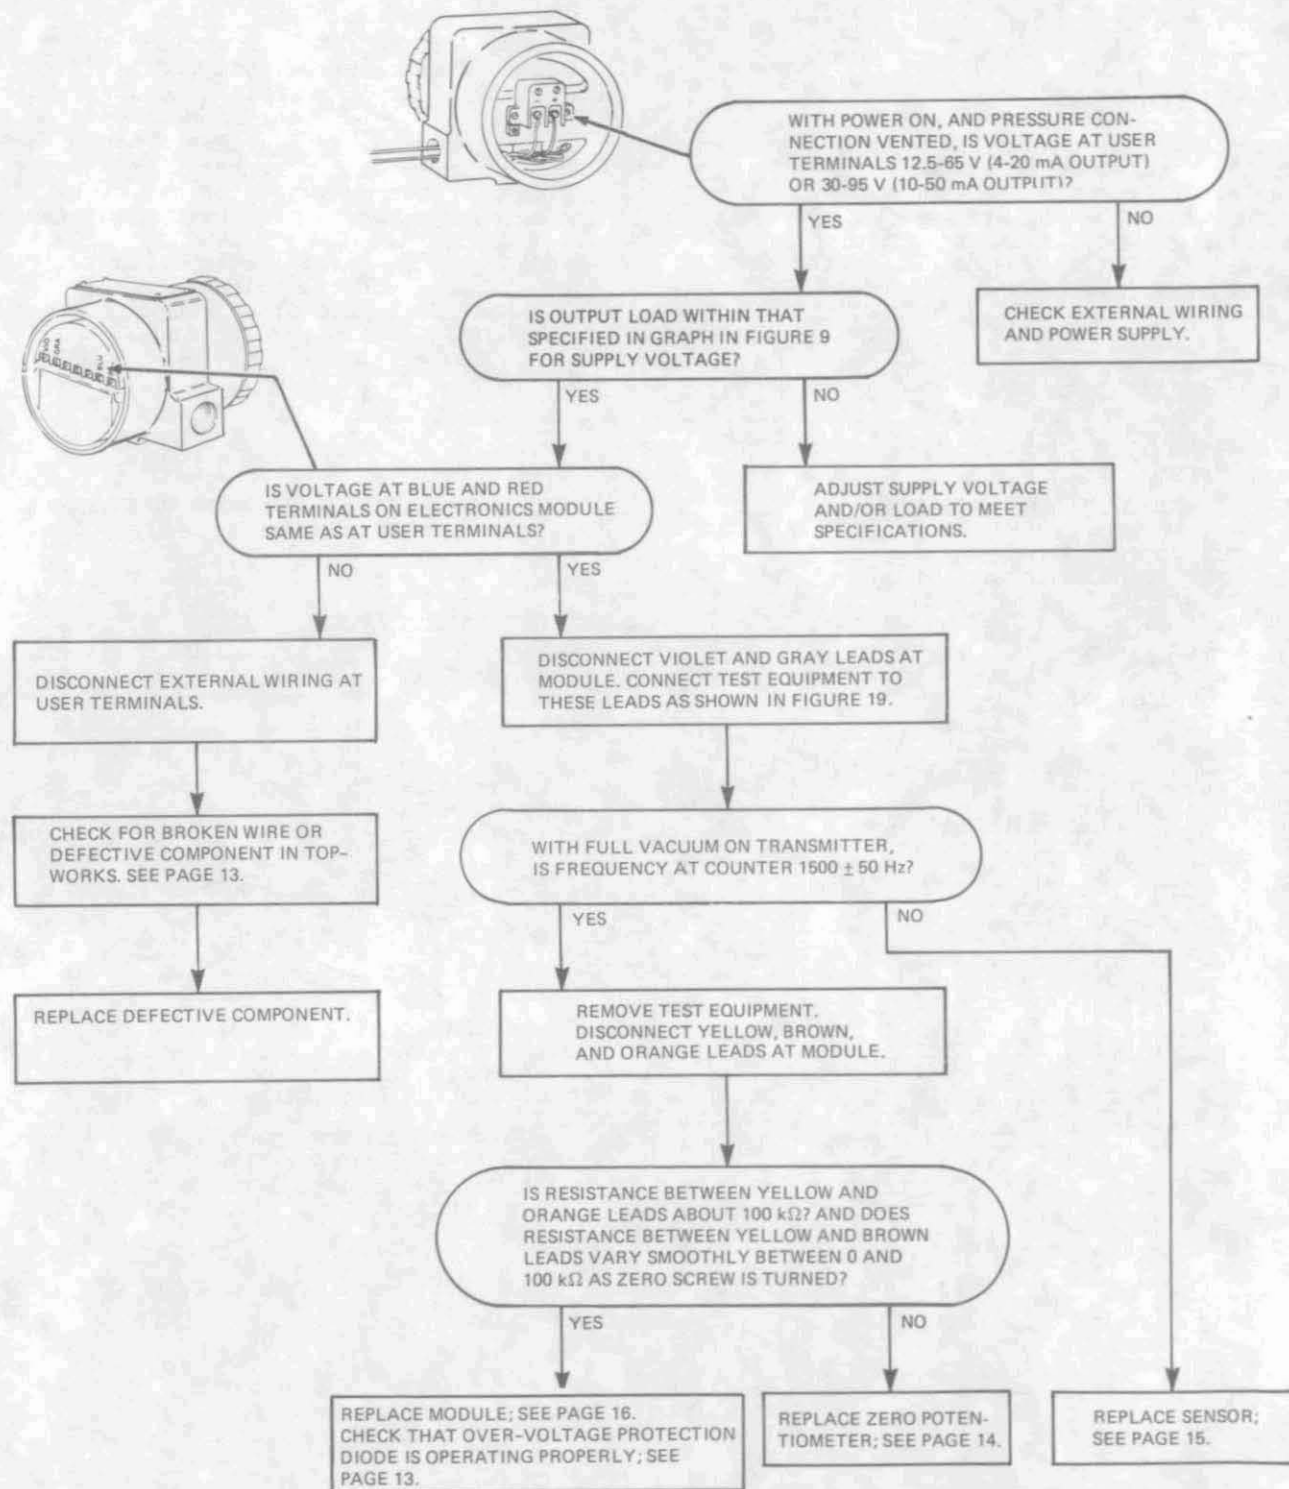 WITH POWER ON, AND PRESSURE CON-
NECTION VENTED, IS VOLTAGE AT USER
TERMINALS 12.5-65 V (4-20 mA OUTPUT)
OR 30-95 V (10-50 mA OUTPUT)?
YES
NO
CHECK EXTERNAL WIRING
AND POWER SUPPLY.
IS OUTPUT LOAD WITHIN THAT
SPECIFIED IN GRAPH IN FIGURE 9
FOR SUPPLY VOLTAGE?
YES
NO
VIO
GRA
BLU
IS VOLTAGE AT BLUE AND RED
TERMINALS ON ELECTRONICS MODULE
SAME AS AT USER TERMINALS?
ADJUST SUPPLY VOLTAGE
AND/OR LOAD TO MEET
SPECIFICATIONS.
NO
YES
DISCONNECT EXTERNAL WIRING AT
USER TERMINALS.
DISCONNECT VIOLET AND GRAY LEADS AT
MODULE. CONNECT TEST EQUIPMENT TO
THESE LEADS AS SHOWN IN FIGURE 19.
CHECK FOR BROKEN WIRE OR
DEFECTIVE COMPONENT IN TOP-
WORKS. SEE PAGE 13.
WITH FULL VACUUM ON TRANSMITTER,
IS FREQUENCY AT COUNTER 1500 ± 50 Hz?
YES
NO
REPLACE DEFECTIVE COMPONENT.
REMOVE TEST EQUIPMENT.
DISCONNECT YELLOW, BROWN,
AND ORANGE LEADS AT MODULE.
IS RESISTANCE BETWEEN YELLOW AND
ORANGE LEADS ABOUT 100 kΩ? AND DOES
RESISTANCE BETWEEN YELLOW AND BROWN
LEADS VARY SMOOTHLY BETWEEN 0 AND
100 kΩ AS ZERO SCREW IS TURNED?
YES
NO
REPLACE MODULE; SEE PAGE 16.
CHECK THAT OVER-VOLTAGE PROTECTION
DIODE IS OPERATING PROPERLY; SEE
PAGE 13.
REPLACE ZERO POTEN-
TIOMETER; SEE PAGE 14.
REPLACE SENSOR;
SEE PAGE 15.